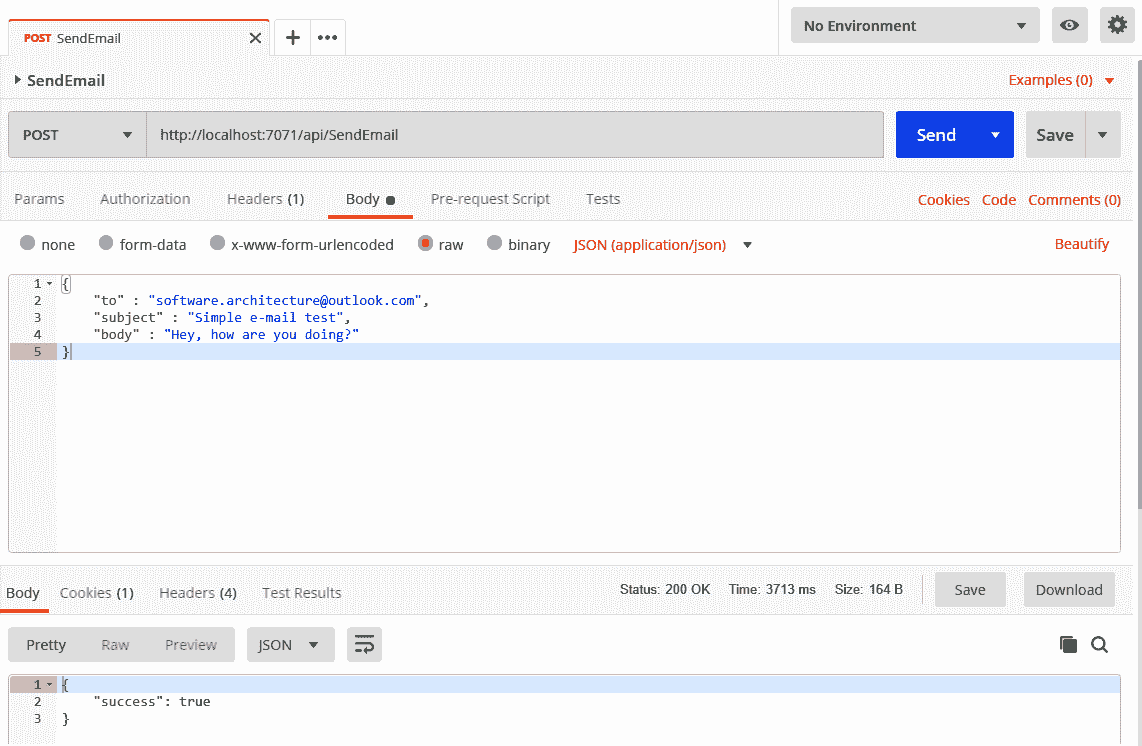 POST SendEmail
No Environment
SendEmail
Examples (0)
POST http://localhost:7071/api/SendEmail Send Save
Params Authorization Headers (1) Body Pre-request Script Tests Cookies Code Comments (0)
none form-data x-www-form-urlencoded raw binary JSON (application/json) Beautify
1 {
2 "to" : "software.architecture@outlook.com",
3 "subject" : "Simple e-mail test",
4 "body" : "Hey, how are you doing?"
5 }
Body Cookies (1) Headers (4) Test Results Status: 200 OK Time: 3713 ms Size: 164 B Save Download
Pretty Raw Preview JSON
1 {
2 "success": true
3 }